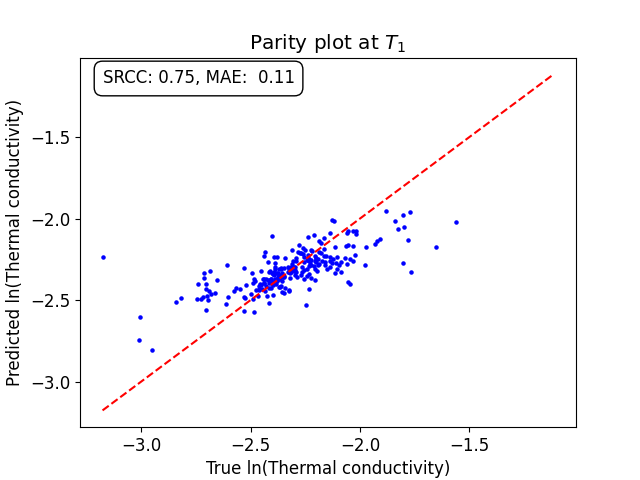 Parity plot at T₁
SRCC: 0.75, MAE:  0.11
Predicted ln(Thermal conductivity)
−1.5
−2.0
−2.5
−3.0
−3.0 −2.5 −2.0 −1.5
True ln(Thermal conductivity)